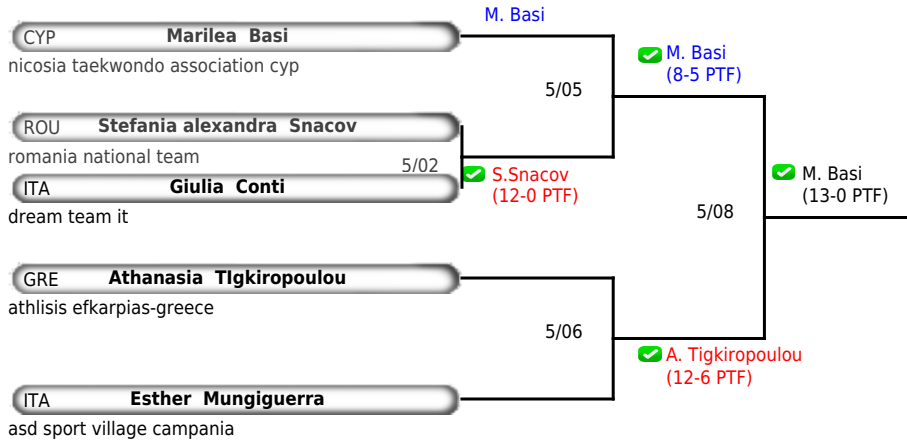 M. Basi
CYP Marilea Basi
nicosia taekwondo association cyp
M. Basi
(8-5 PTF)
5/05
ROU Stefania alexandra Snacov
romania national team
5/02
S.Snacov
(12-0 PTF)
ITA Giulia Conti
dream team it
M. Basi
(13-0 PTF)
5/08
GRE Athanasia TIgkiropoulou
athlisis efkarpias-greece
5/06
A. Tigkiropoulou
(12-6 PTF)
ITA Esther Mungiguerra
asd sport village campania